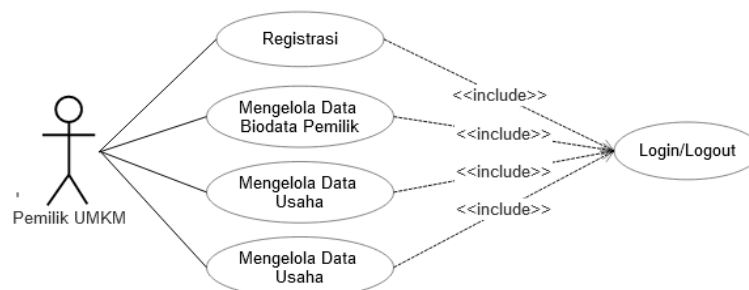 Registrasi
<<include>>
Mengelola Data
Biodata Pemilik
<<include>>
Login/Logout
<<include>>
Mengelola Data
Usaha
Pemilik UMKM
<<include>>
Mengelola Data
Usaha